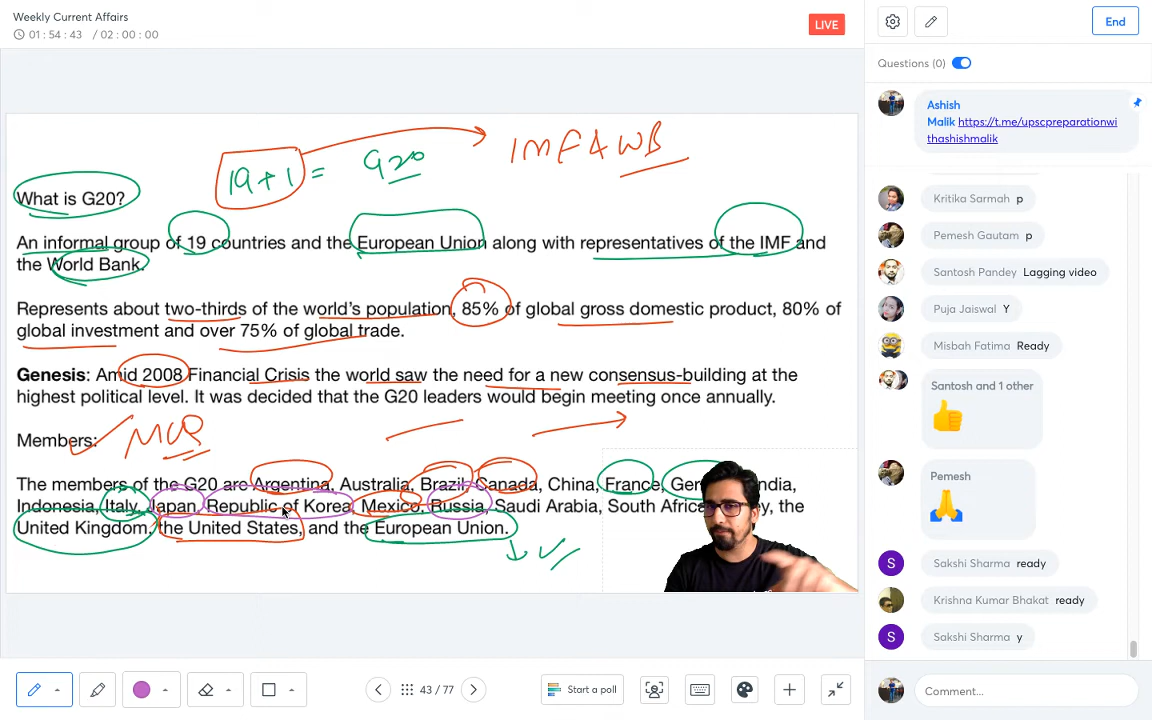 Weekly Current Affairs
01 : 54 : 43 / 02 : 00 : 00
LIVE
End
Questions (0)
Ashish
Malik https://t.me/upscpreparationwi
thashishmalik
19+1 = G20
IMF & WB
What is G20?
An informal group of 19 countries and the European Union along with representatives of the IMF and
the World Bank.
Represents about two-thirds of the world's population, 85% of global gross domestic product, 80% of
global investment and over 75% of global trade.
Genesis: Amid 2008 Financial Crisis the world saw the need for a new consensus-building at the
highest political level. It was decided that the G20 leaders would begin meeting once annually.
Members:
MCQ
The members of the G20 are Argentina, Australia, Brazil, Canada, China, France, Ger ndia,
Indonesia, Italy, Japan, Republic of Korea, Mexico, Russia, Saudi Arabia, South Africa ey, the
United Kingdom, the United States, and the European Union.
Kritika Sarmah p
Pemesh Gautam p
Santosh Pandey Lagging video
Puja Jaiswal Y
Misbah Fatima Ready
Santosh and 1 other
Pemesh
S Sakshi Sharma ready
Krishna Kumar Bhakat ready
S Sakshi Sharma y
43 / 77
Start a poll
Comment...